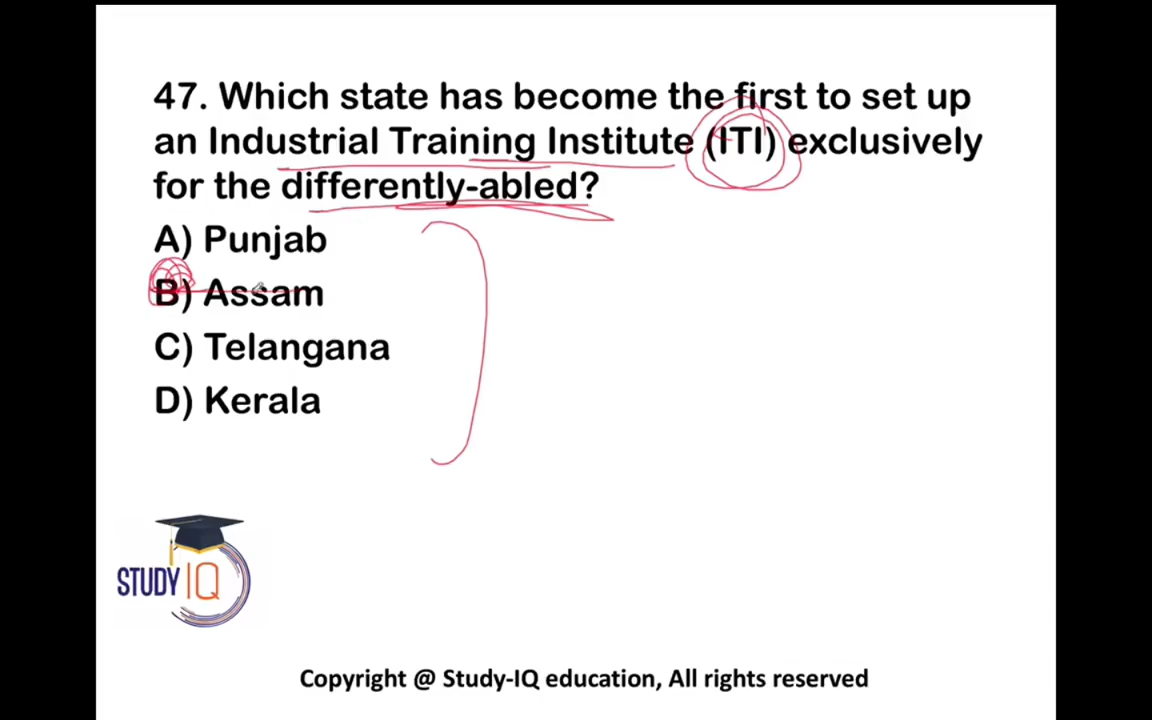 47. Which state has become the first to set up
an Industrial Training Institute (ITI) exclusively
for the differently-abled?
A) Punjab
B) Assam
C) Telangana
D) Kerala
STUDY IQ
Copyright @ Study-IQ education, All rights reserved